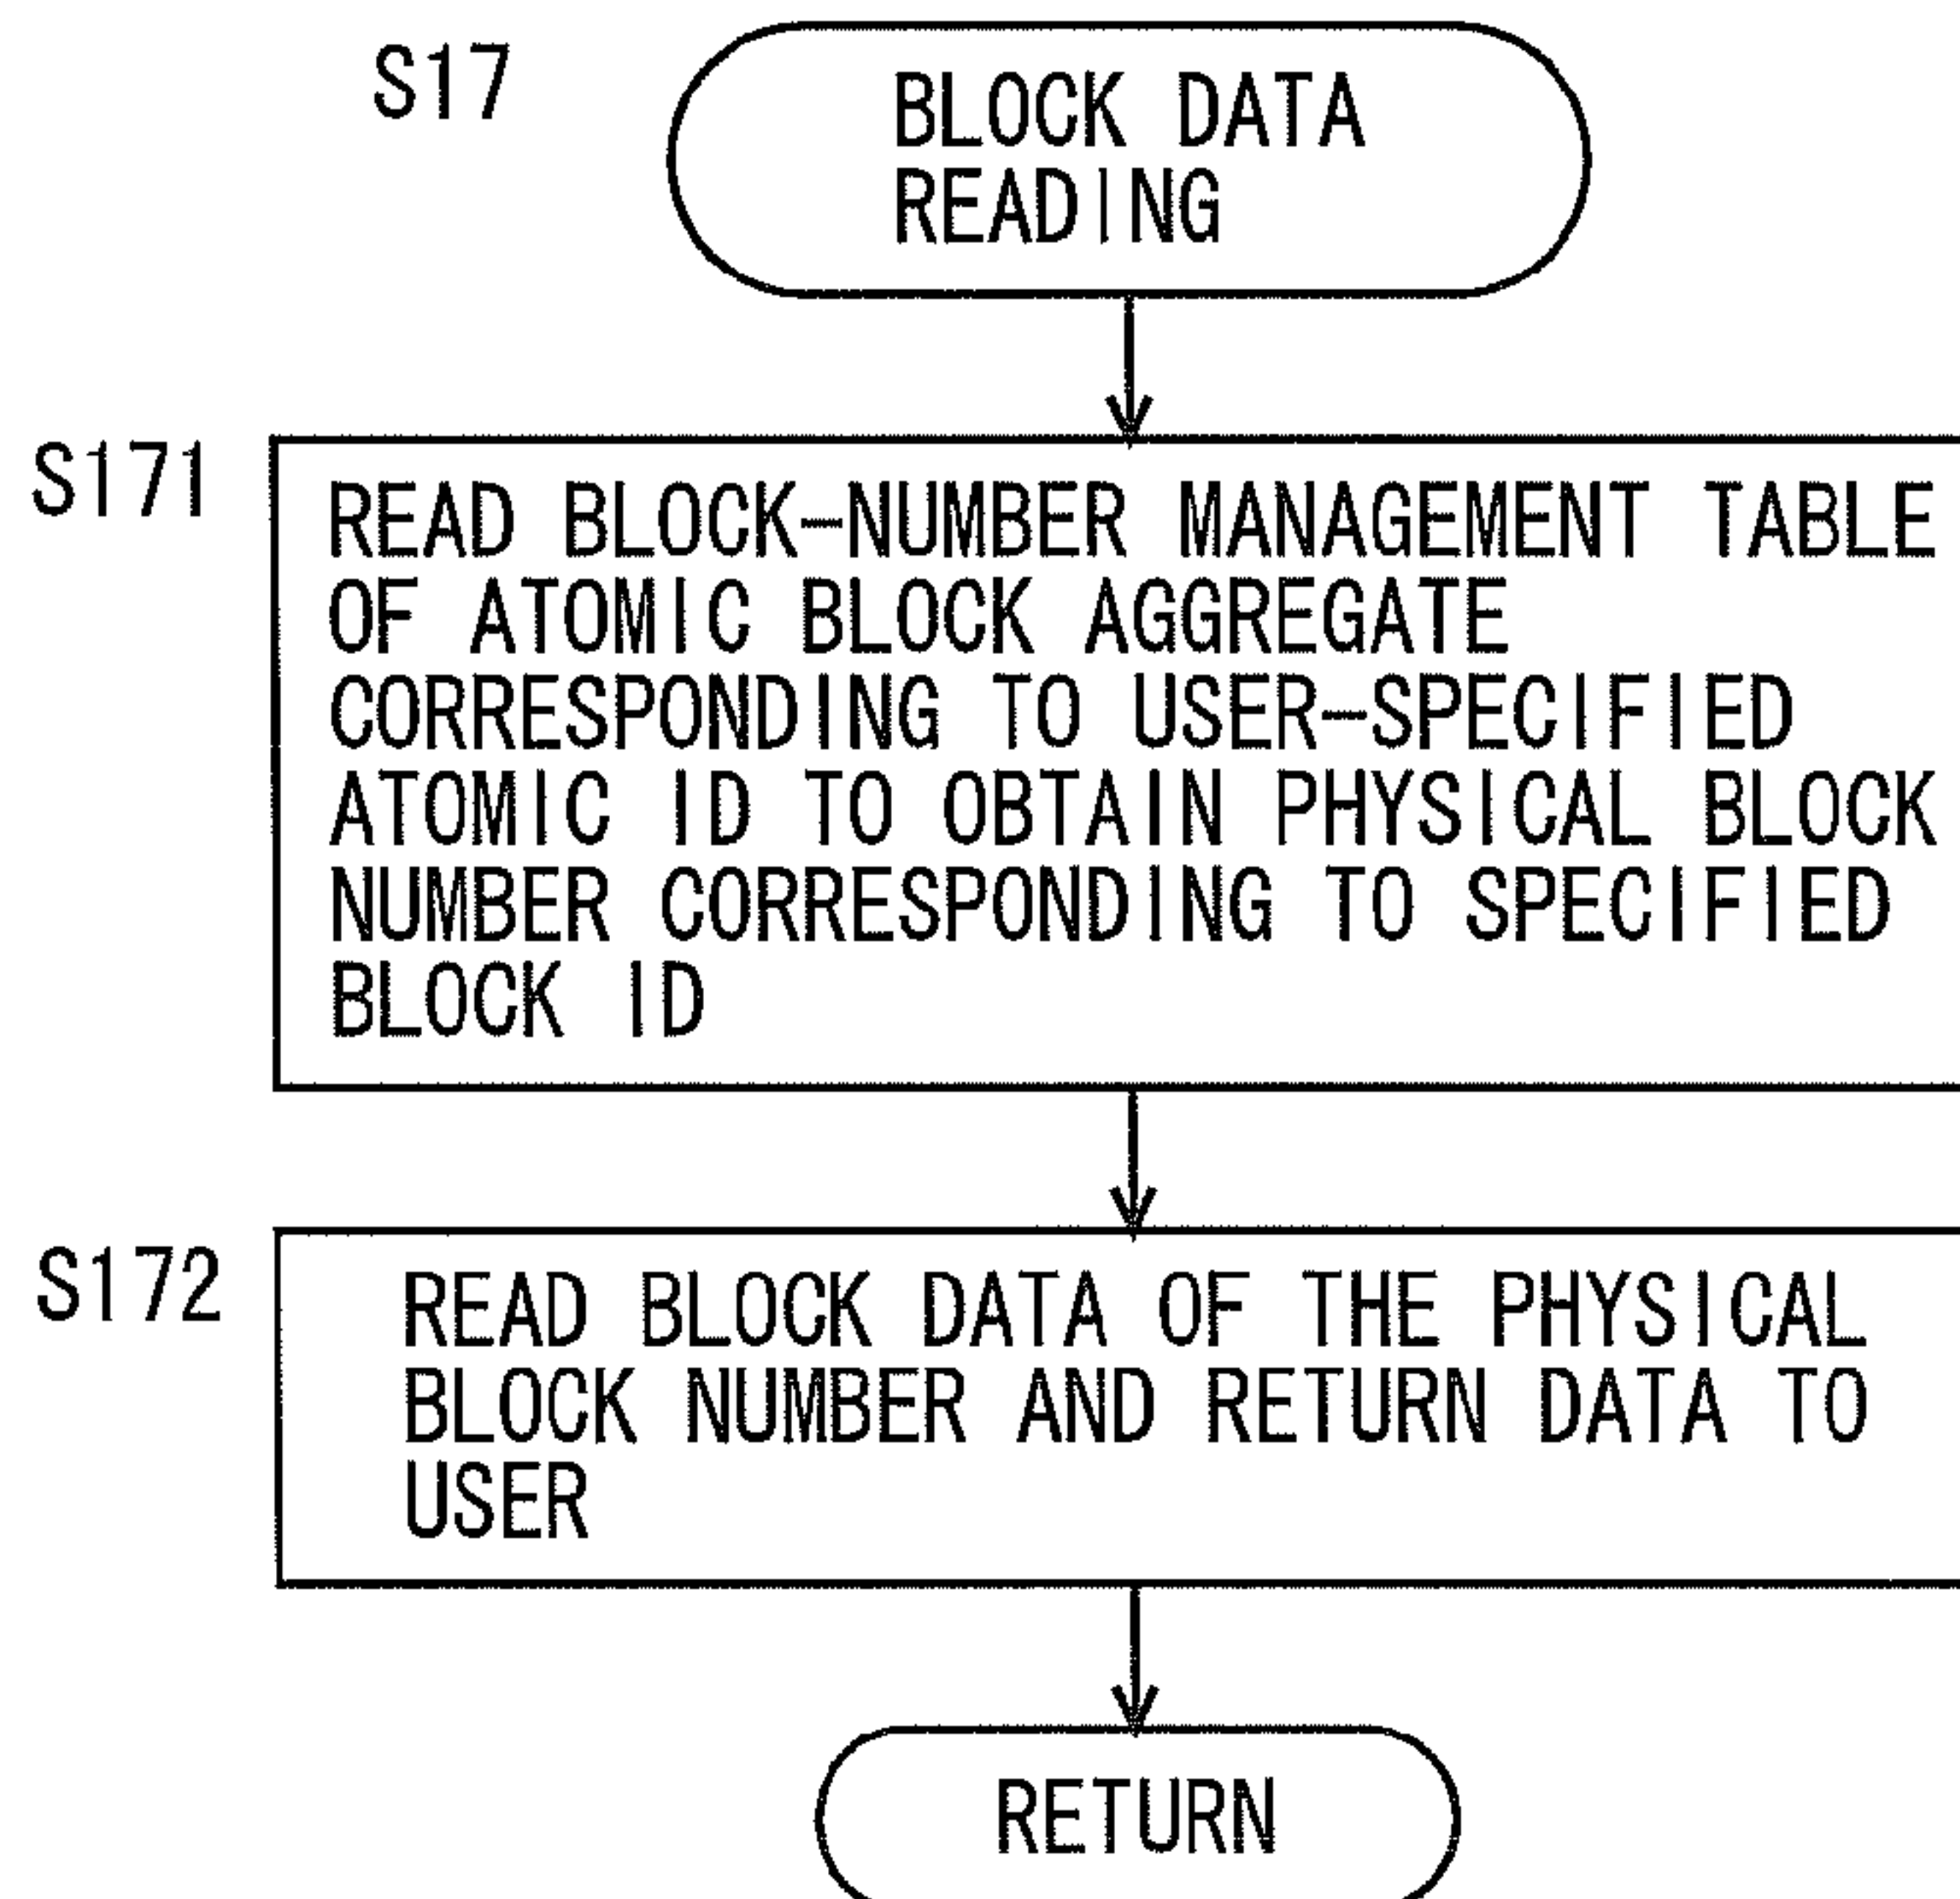 S17
BLOCK DATA
READING
S171
READ BLOCK-NUMBER MANAGEMENT TABLE
OF ATOMIC BLOCK AGGREGATE
CORRESPONDING TO USER-SPECIFIED
ATOMIC ID TO OBTAIN PHYSICAL BLOCK
NUMBER CORRESPONDING TO SPECIFIED
BLOCK ID
S172
READ BLOCK DATA OF THE PHYSICAL
BLOCK NUMBER AND RETURN DATA TO
USER
RETURN